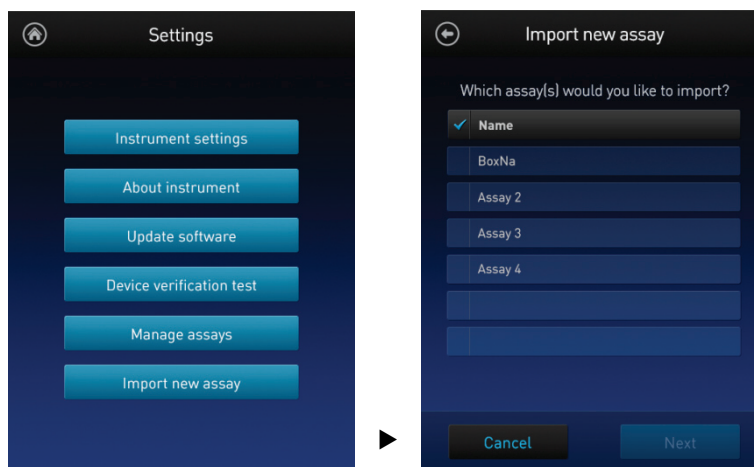 Settings
Instrument settings
About instrument
Update software
Device verification test
Manage assays
Import new assay
Import new assay
Which assay(s) would you like to import?
Name
BoxNa
Assay 2
Assay 3
Assay 4
Cancel
Next